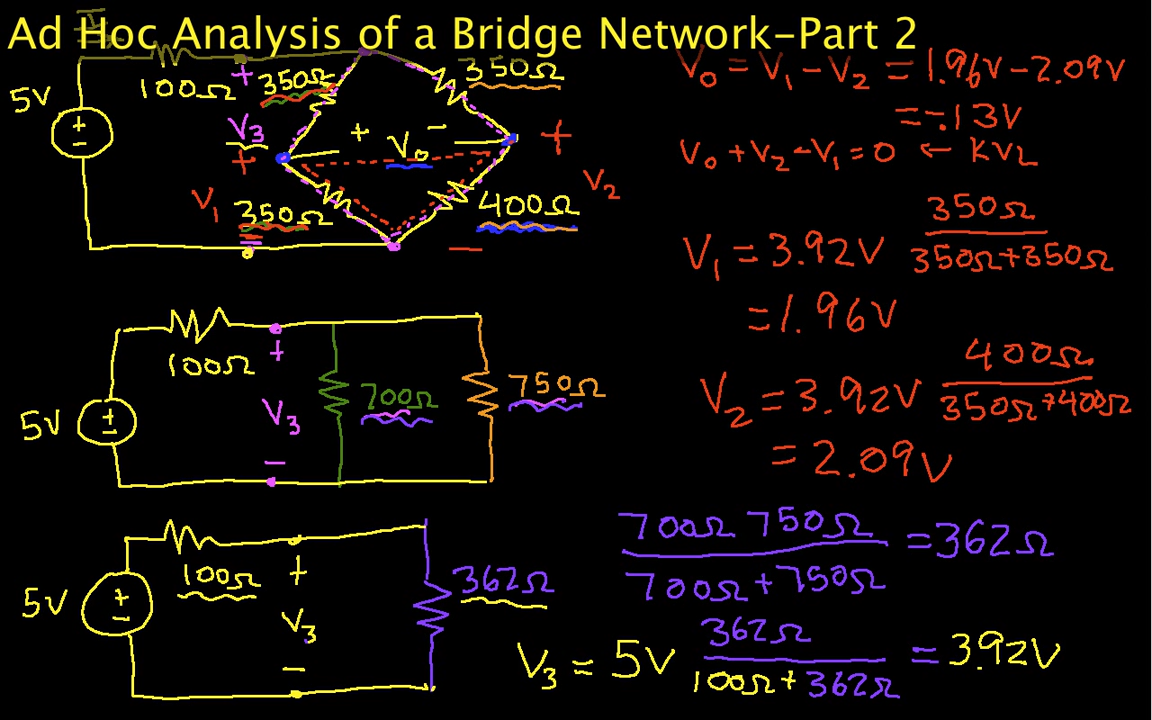 Ad Hoc Analysis of a Bridge Network-Part 2
5V
100Ω
+ 350Ω
350Ω
V3
+
+ V0 -
+
V1
350Ω
400Ω
V2
-
V0 = V1 - V2 = 1.96V - 2.09V
= -.13V
V0 + V2 - V1 = 0 ← KVL
V1 = 3.92V 350Ω / 350Ω+350Ω
= 1.96V
V2 = 3.92V 400Ω / 350Ω+400Ω
= 2.09V
100Ω
5V
+
V3
-
700Ω
750Ω
700Ω 750Ω / 700Ω+750Ω = 362Ω
100Ω
5V
+
V3
-
362Ω
V3 = 5V 362Ω / 100Ω+362Ω = 3.92V